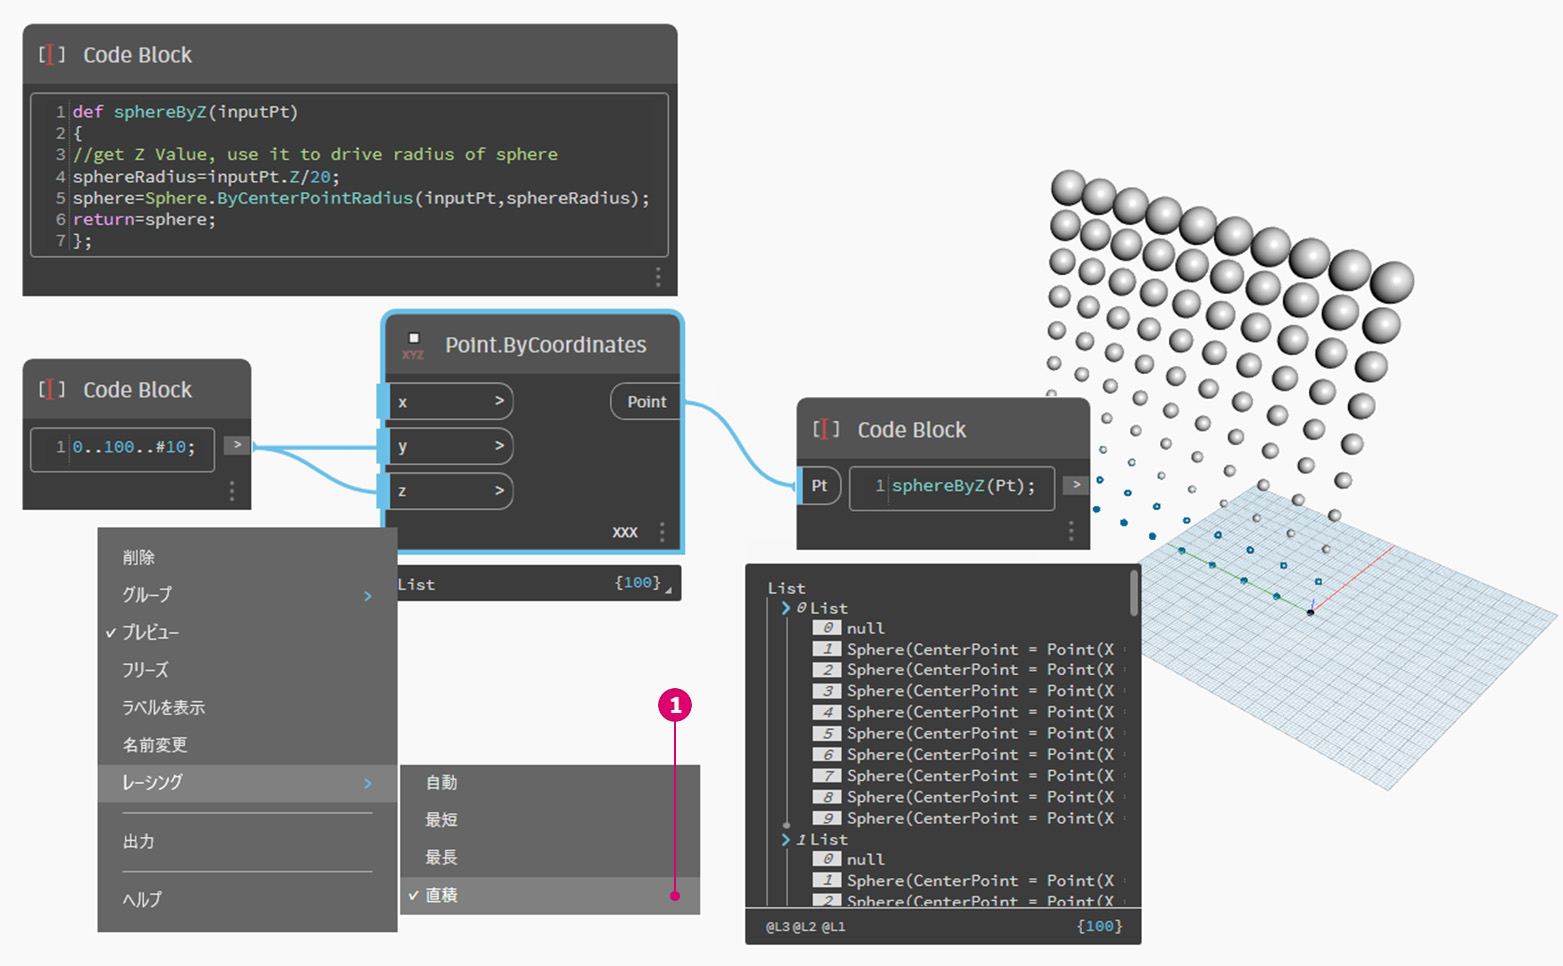 Code Block
1 def sphereByZ(inputPt)
2 {
3 //get Z Value, use it to drive radius of sphere
4 sphereRadius=inputPt.Z/20;
5 sphere=Sphere.ByCenterPointRadius(inputPt,sphereRadius);
6 return=sphere;
7 };
Code Block
1 0..100..#10;
>
XYZ
Point.ByCoordinates
x >
Point
y >
z >
XXX
List {100}
Code Block
Pt
1 sphereByZ(Pt);
>
削除
グループ >
✓ プレビュー
フリーズ
ラベルを表示
名前変更
レーシング >
出力
ヘルプ
1
自動
最短
最長
✓ 直積
List
0 List
0 null
1 Sphere(CenterPoint = Point(X
2 Sphere(CenterPoint = Point(X
3 Sphere(CenterPoint = Point(X
4 Sphere(CenterPoint = Point(X
5 Sphere(CenterPoint = Point(X
6 Sphere(CenterPoint = Point(X
7 Sphere(CenterPoint = Point(X
8 Sphere(CenterPoint = Point(X
9 Sphere(CenterPoint = Point(X
1 List
0 null
1 Sphere(CenterPoint = Point(X
2 Sphere(CenterPoint = Point(X
@L3 @L2 @L1 {100}